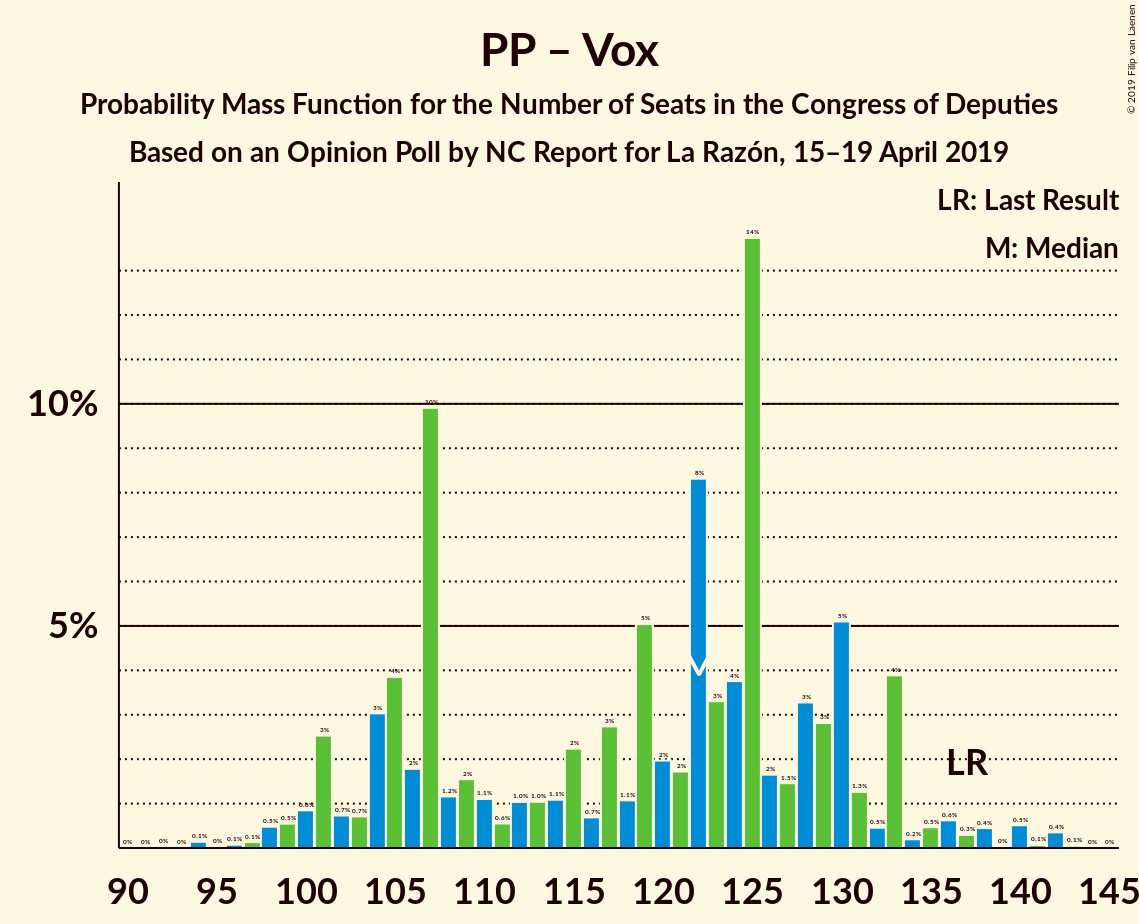 PP – Vox
Probability Mass Function for the Number of Seats in the Congress of Deputies
Based on an Opinion Poll by NC Report for La Razón, 15–19 April 2019
© 2019 Filip van Laenen
LR: Last Result
M: Median
14%
10%
10%
8%
5%
5%
5%
4%
4%
4%
3%
3%
3%
3%
3%
3%
2%
2%
2%
2%
2%
2%
1.5%
1.3%
LR
0% 0% 0% 0% 0.1% 0% 0.1% 0.1% 0.5% 0.5% 0.8% 0.7% 0.7% 1.2% 1.1% 0.6% 1.0% 1.0% 1.1% 0.7% 1.1% 0.5% 0.2% 0.5% 0.6% 0.3% 0.4% 0% 0.5% 0.1% 0.4% 0.1% 0% 0%
90 95 100 105 110 115 120 125 130 135 140 145